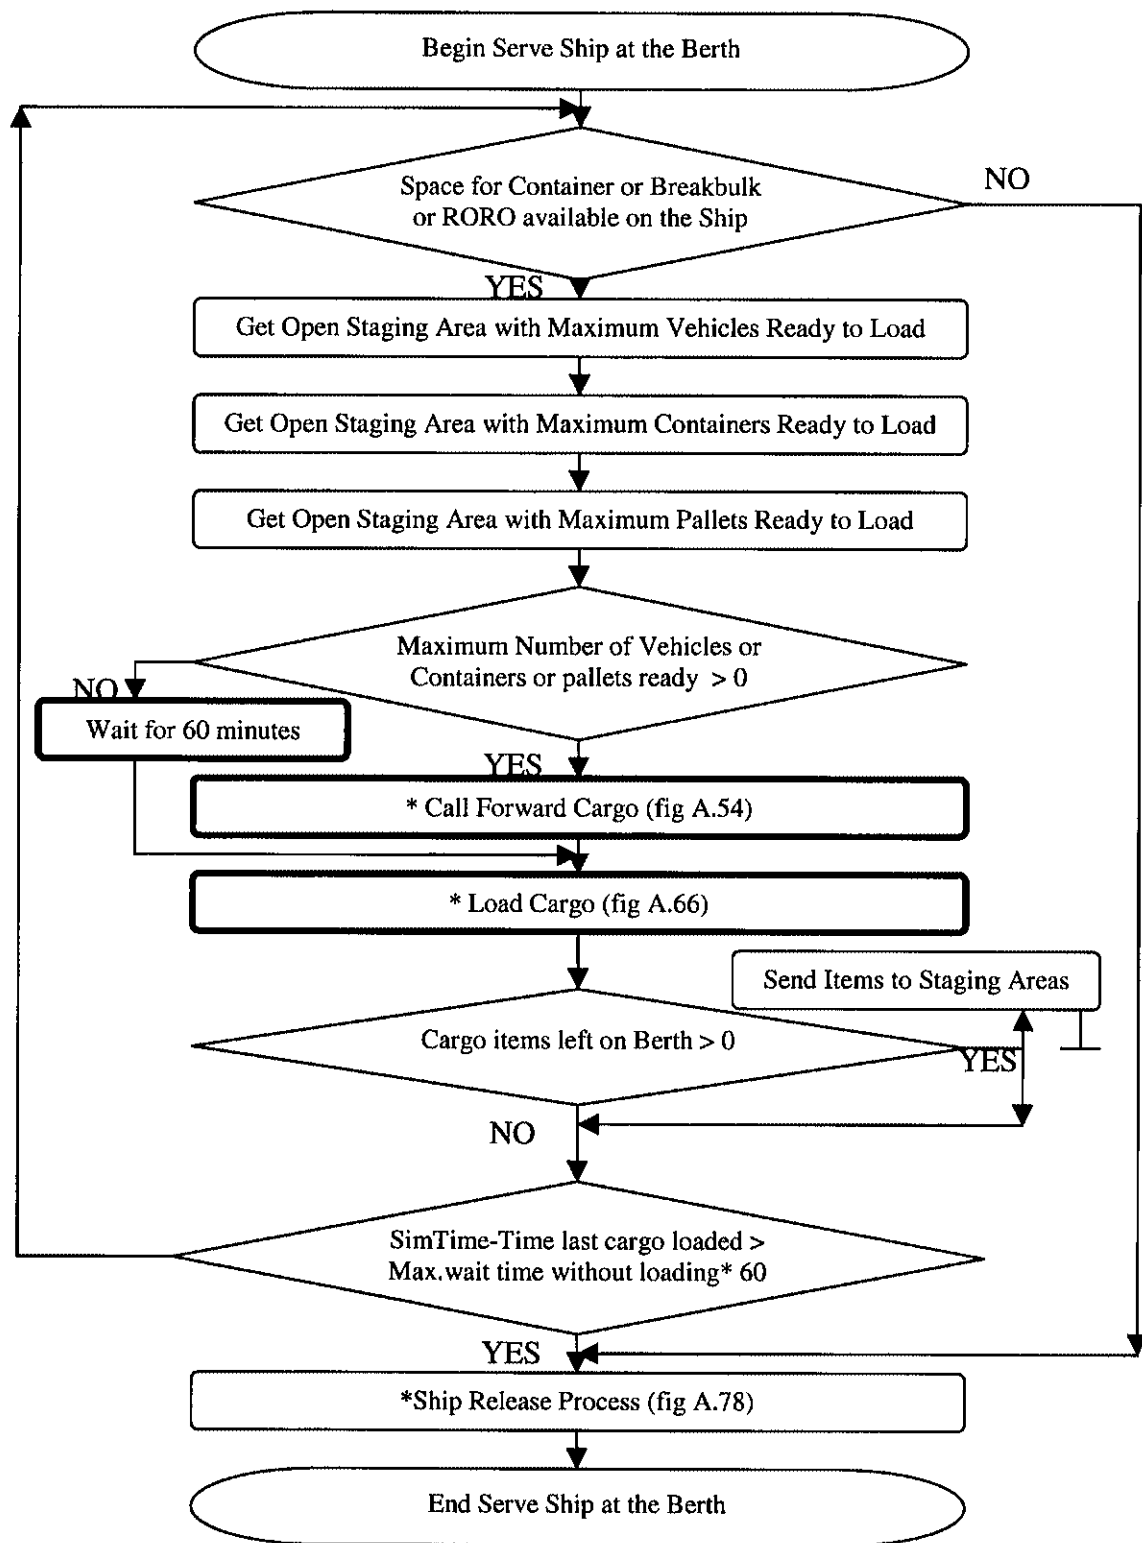 Begin Serve Ship at the Berth
Space for Container or Breakbulk
or RORO available on the Ship
NO
YES
Get Open Staging Area with Maximum Vehicles Ready to Load
Get Open Staging Area with Maximum Containers Ready to Load
Get Open Staging Area with Maximum Pallets Ready to Load
Maximum Number of Vehicles or
Containers or pallets ready > 0
NO
Wait for 60 minutes
YES
* Call Forward Cargo (fig A.54)
* Load Cargo (fig A.66)
Send Items to Staging Areas
Cargo items left on Berth > 0
YES
NO
SimTime-Time last cargo loaded >
Max.wait time without loading* 60
YES
*Ship Release Process (fig A.78)
End Serve Ship at the Berth